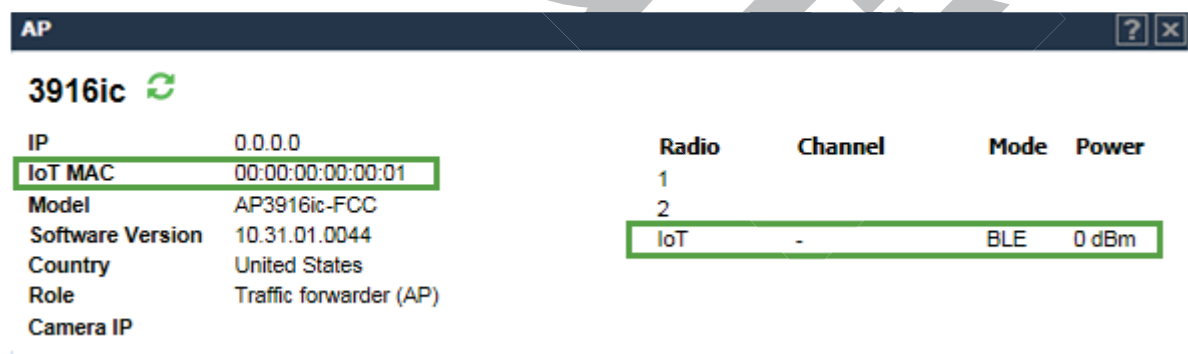 AP
3916ic
IP 0.0.0.0
IoT MAC 00:00:00:00:00:01
Model AP3916ic-FCC
Software Version 10.31.01.0044
Country United States
Role Traffic forwarder (AP)
Camera IP
Radio Channel Mode Power
1
2
IoT - BLE 0 dBm